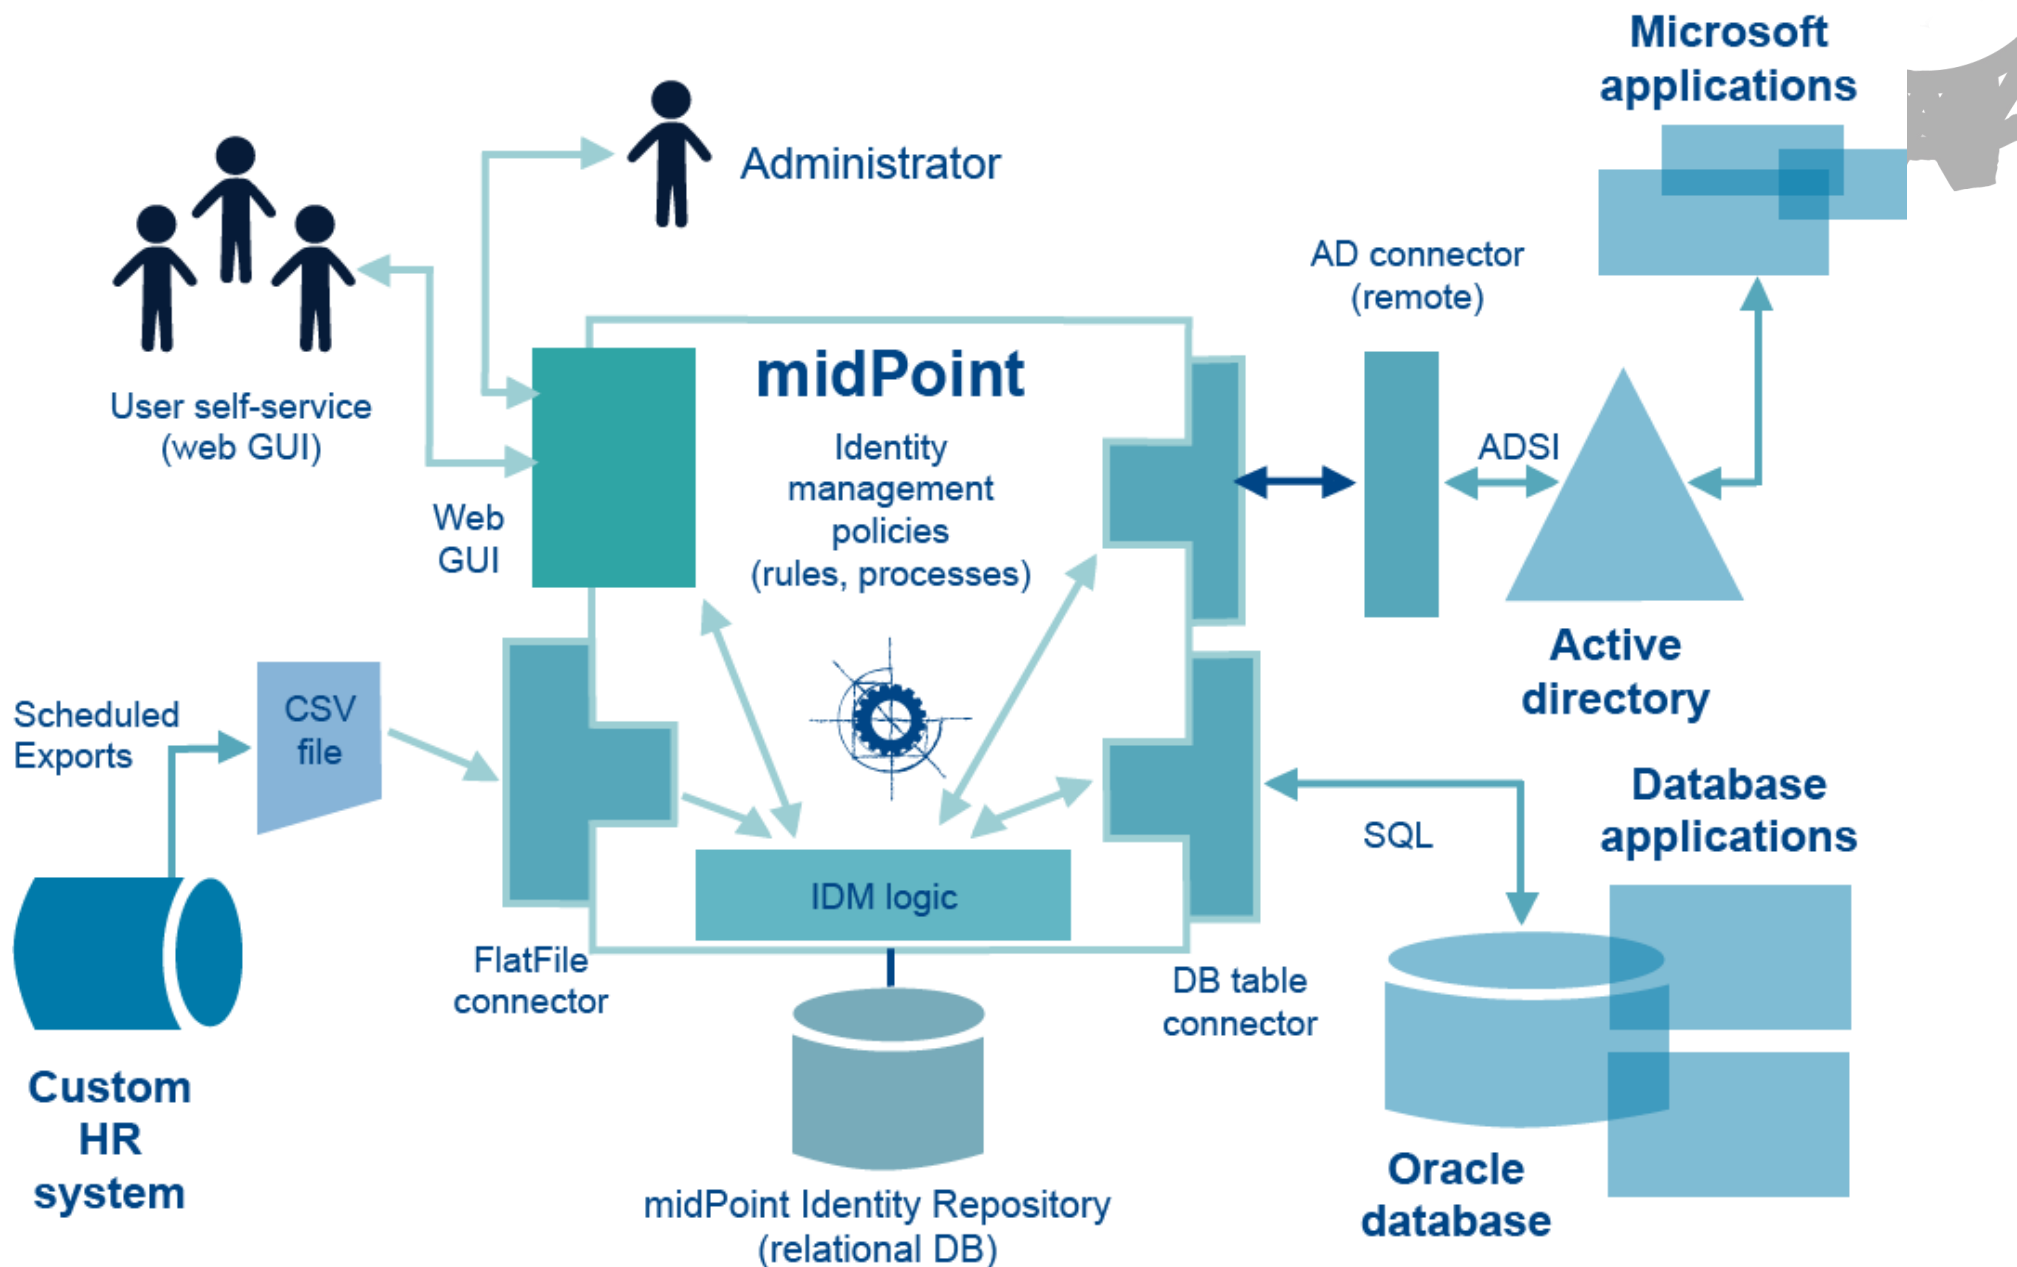 Microsoft
applications
Administrator
AD connector
(remote)
midPoint
User self-service
(web GUI)
Identity
management
policies
(rules, processes)
ADSI
Web
GUI
Active
directory
Scheduled
Exports
CSV
file
Database
applications
SQL
IDM logic
FlatFile
connector
DB table
connector
Custom
HR
system
Oracle
database
midPoint Identity Repository
(relational DB)